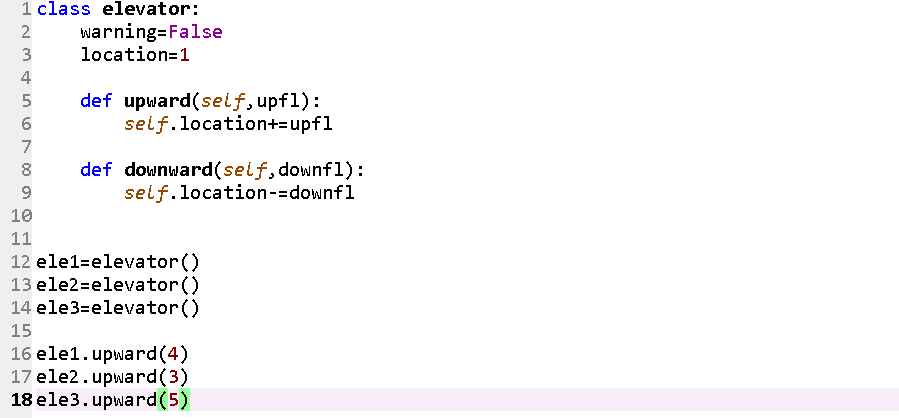 1 class elevator:
2     warning=False
3     location=1
4
5     def upward(self,upfl):
6         self.location+=upfl
7
8     def downward(self,downfl):
9         self.location-=downfl
10
11
12 ele1=elevator()
13 ele2=elevator()
14 ele3=elevator()
15
16 ele1.upward(4)
17 ele2.upward(3)
18 ele3.upward(5)